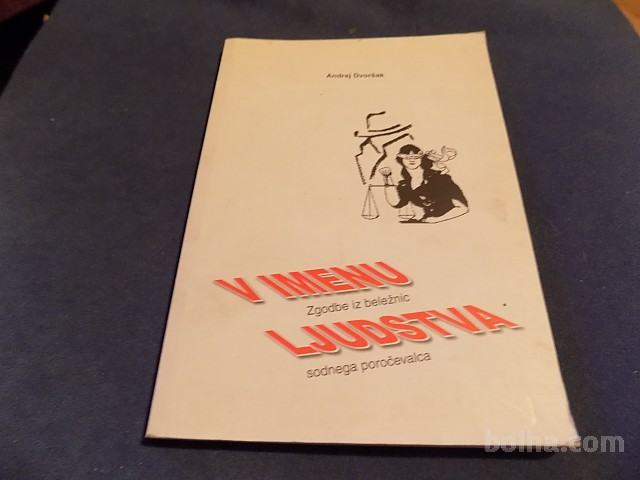 Andrej Dvoršak
V IMENU
Zgodbe iz beležnic
LJUDSTVA
sodnega poročevalca
bolha.com